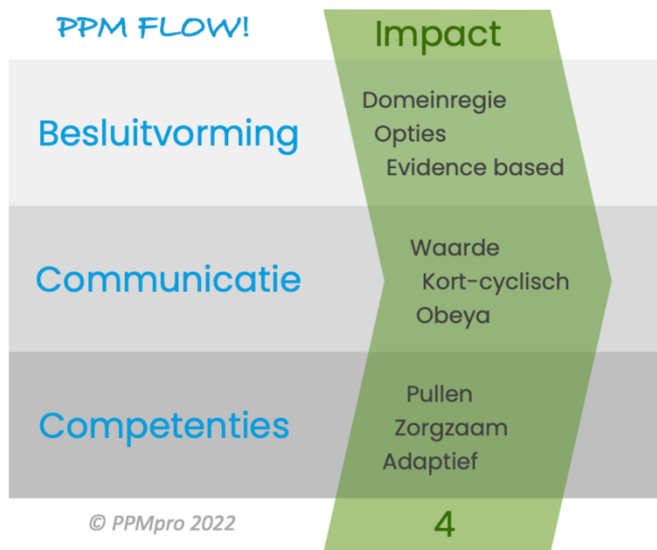 PPM FLOW!
Impact
Besluitvorming
Domeinregie
Opties
Evidence based
Communicatie
Waarde
Kort-cyclisch
Obeya
Competenties
Pullen
Zorgzaam
Adaptief
© PPMpro 2022
4